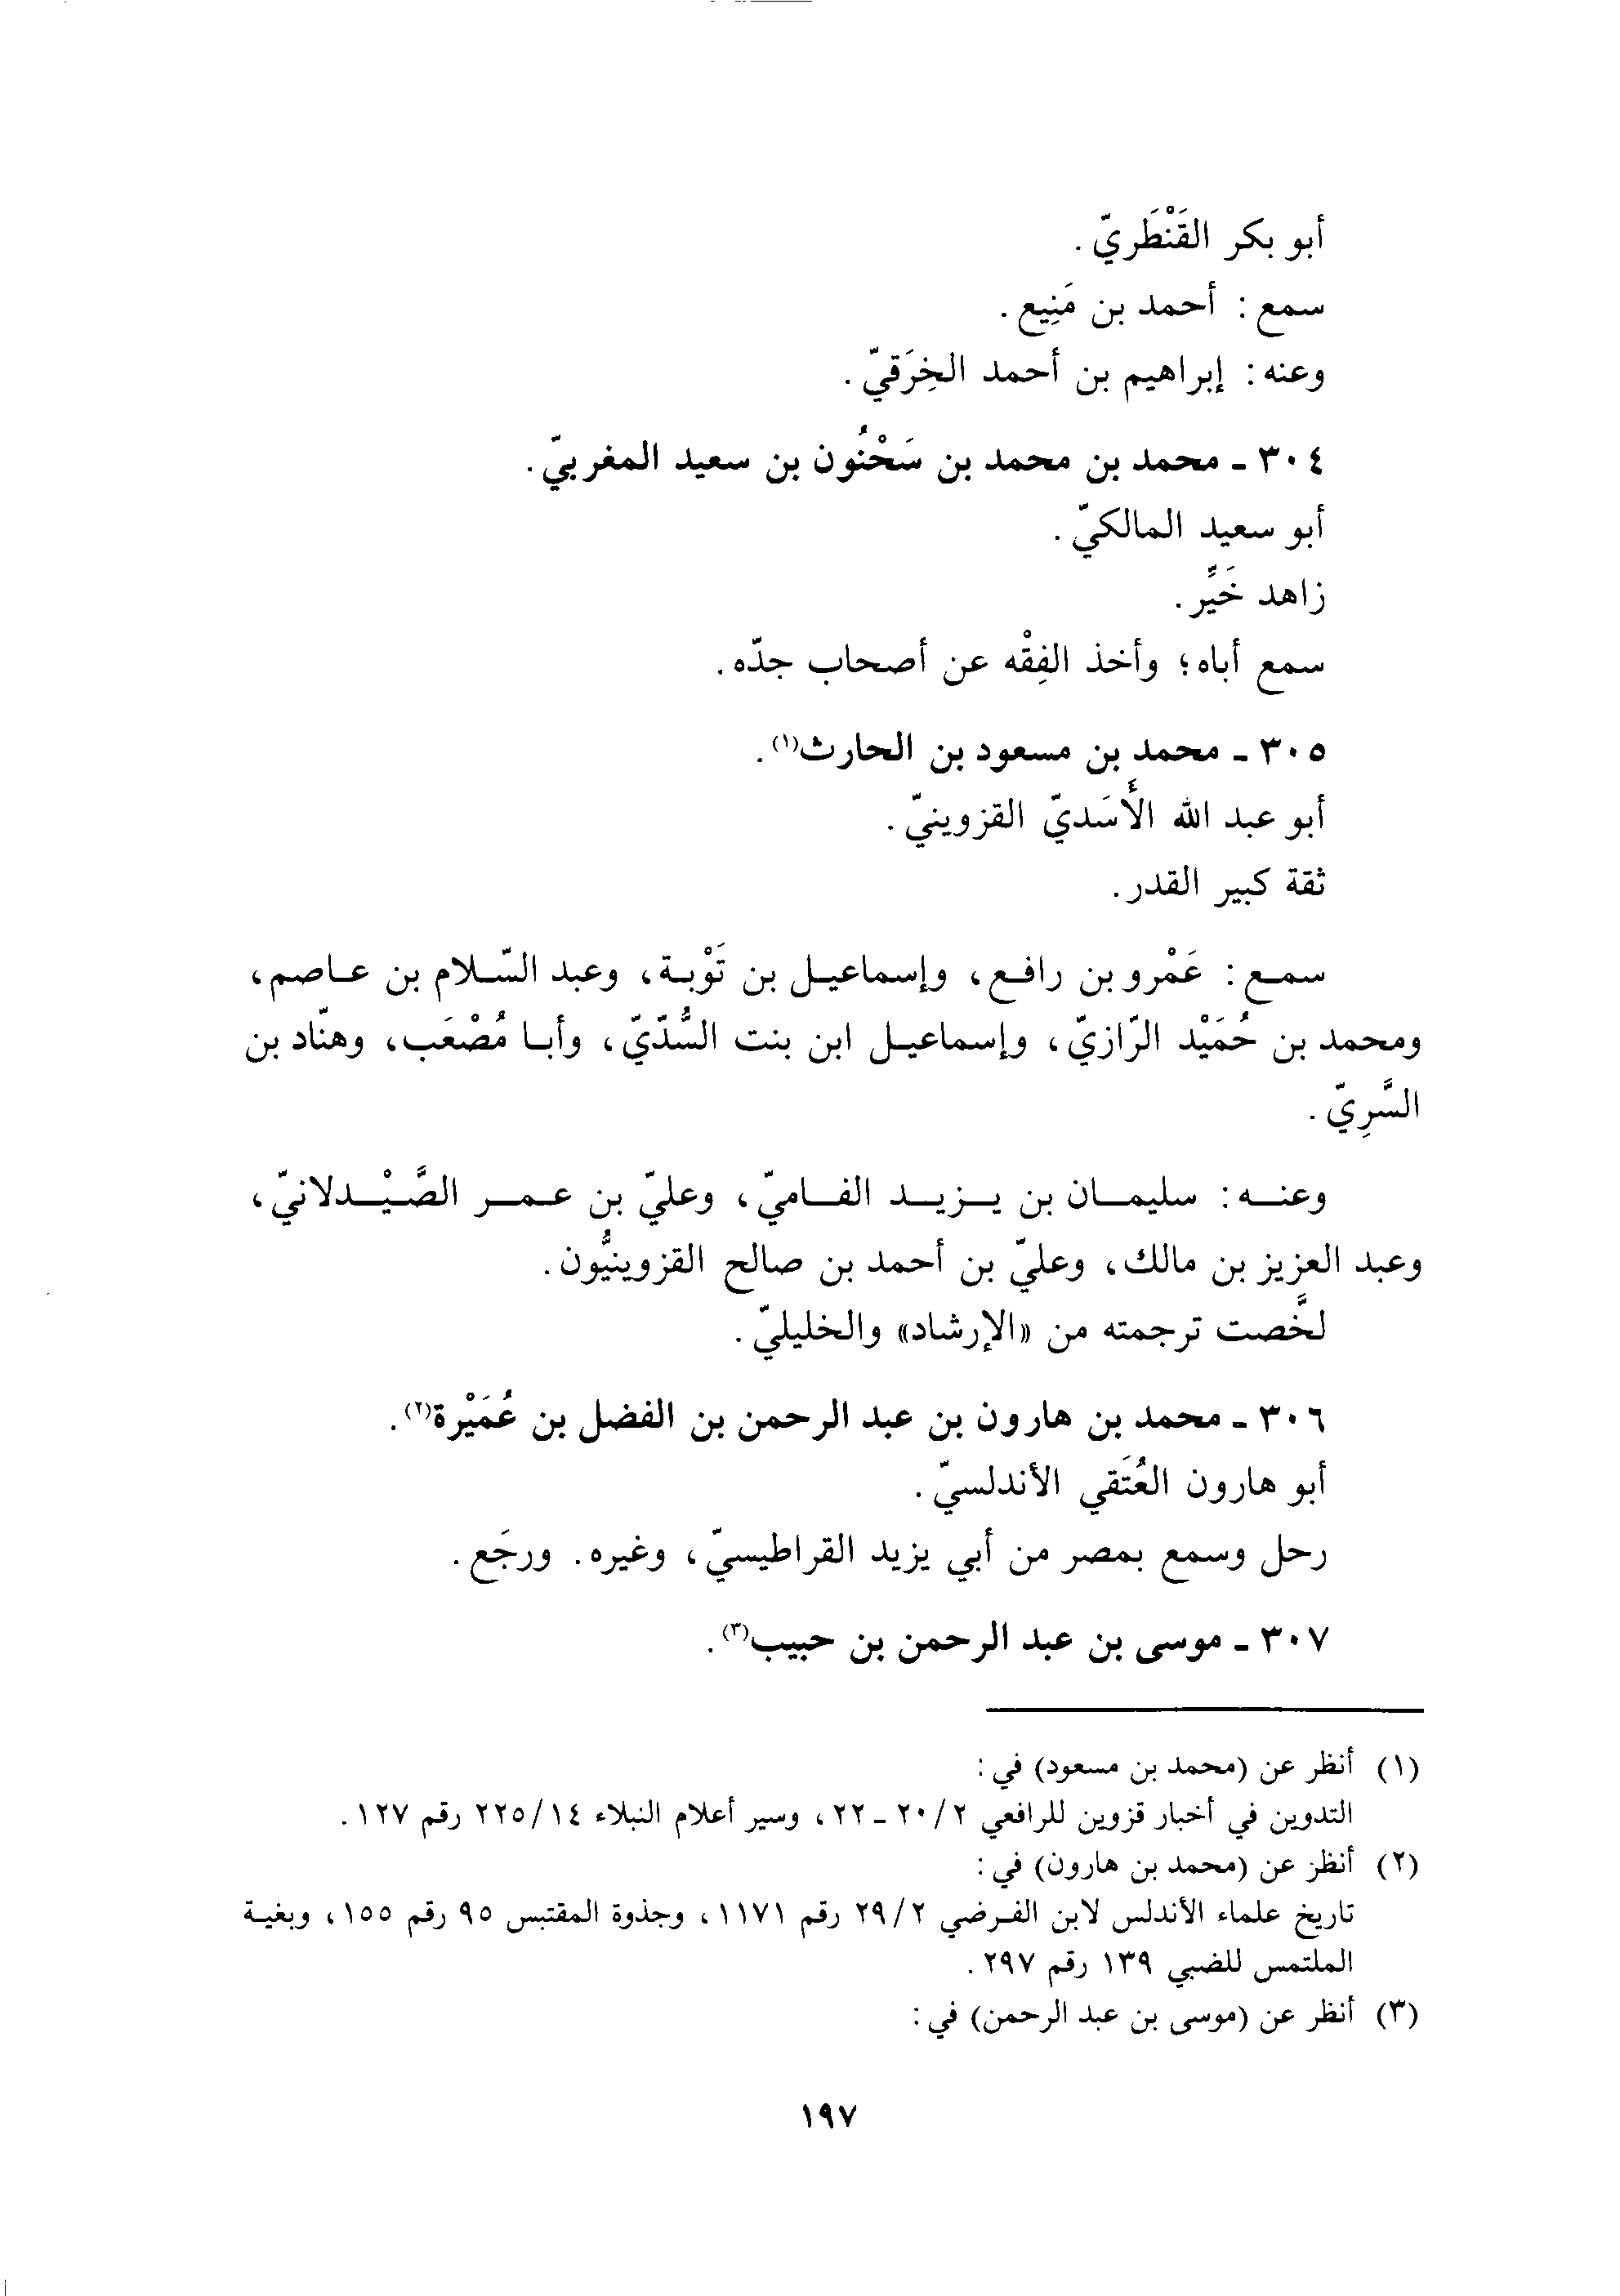 أبو بكر القَنْطَريّ.
سمع: أحمد بن مَنِيع.
وعنه: إبراهيم بن أحمد الخِرَقيّ.
٣٠٤ - محمد بن محمد بن سَحْنُون بن سعيد المغربيّ.
أبو سعيد المالكيّ.
زاهد خَيِّر.
سمع أباه؛ وأخذ الفِقْه عن أصحاب جدّه.
٣٠٥ - محمد بن مسعود بن الحارث(١).
أبو عبد الله الأَسَديّ القزوينيّ.
ثقة كبير القدر.
سمع: عَمْرو بن رافع، وإسماعيل بن تَوْبة، وعبد السّلام بن عاصم،
ومحمد بن حُمَيْد الرّازيّ، وإسماعيل ابن بنت السُّدّيّ، وأبا مُصْعَب، وهنّاد بن
السَّرِيّ.
وعنه: سليمان بن يزيد الفاميّ، وعليّ بن عمر الصَّيْدلانيّ،
وعبد العزيز بن مالك، وعليّ بن أحمد بن صالح القزوينيُّون.
لخَّصت ترجمته من «الإرشاد» والخليليّ.
٣٠٦ - محمد بن هارون بن عبد الرحمن بن الفضل بن عُمَيْرة(٢).
أبو هارون العُتَقي الأندلسيّ.
رحل وسمع بمصر من أبي يزيد القراطيسيّ، وغيره. ورجَع.
٣٠٧ - موسى بن عبد الرحمن بن حبيب(٣).
(١) أنظر عن (محمد بن مسعود) في:
التدوين في أخبار قزوين للرافعي ٢/ ٢٠ - ٢٢، وسير أعلام النبلاء ١٤/ ٢٢٥ رقم ١٢٧.
(٢) أنظر عن (محمد بن هارون) في:
تاريخ علماء الأندلس لابن الفرضي ٢/ ٢٩ رقم ١١٧١، وجذوة المقتبس ٩٥ رقم ١٥٥، وبغية
الملتمس للضبي ١٣٩ رقم ٢٩٧.
(٣) أنظر عن (موسى بن عبد الرحمن) في:
١٩٧